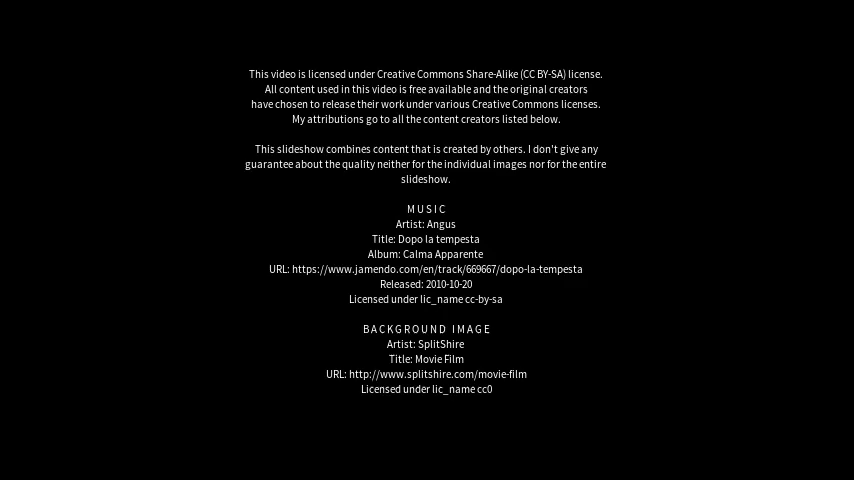 This video is licensed under Creative Commons Share-Alike (CC BY-SA) license.
All content used in this video is free available and the original creators
have chosen to release their work under various Creative Commons licenses.
My attributions go to all the content creators listed below.
This slideshow combines content that is created by others. I don't give any
guarantee about the quality neither for the individual images nor for the entire
slideshow.
MUSIC
Artist: Angus
Title: Dopo la tempesta
Album: Calma Apparente
URL: https://www.jamendo.com/en/track/669667/dopo-la-tempesta
Released: 2010-10-20
Licensed under lic_name cc-by-sa
BACKGROUND IMAGE
Artist: SplitShire
Title: Movie Film
URL: http://www.splitshire.com/movie-film
Licensed under lic_name cc0